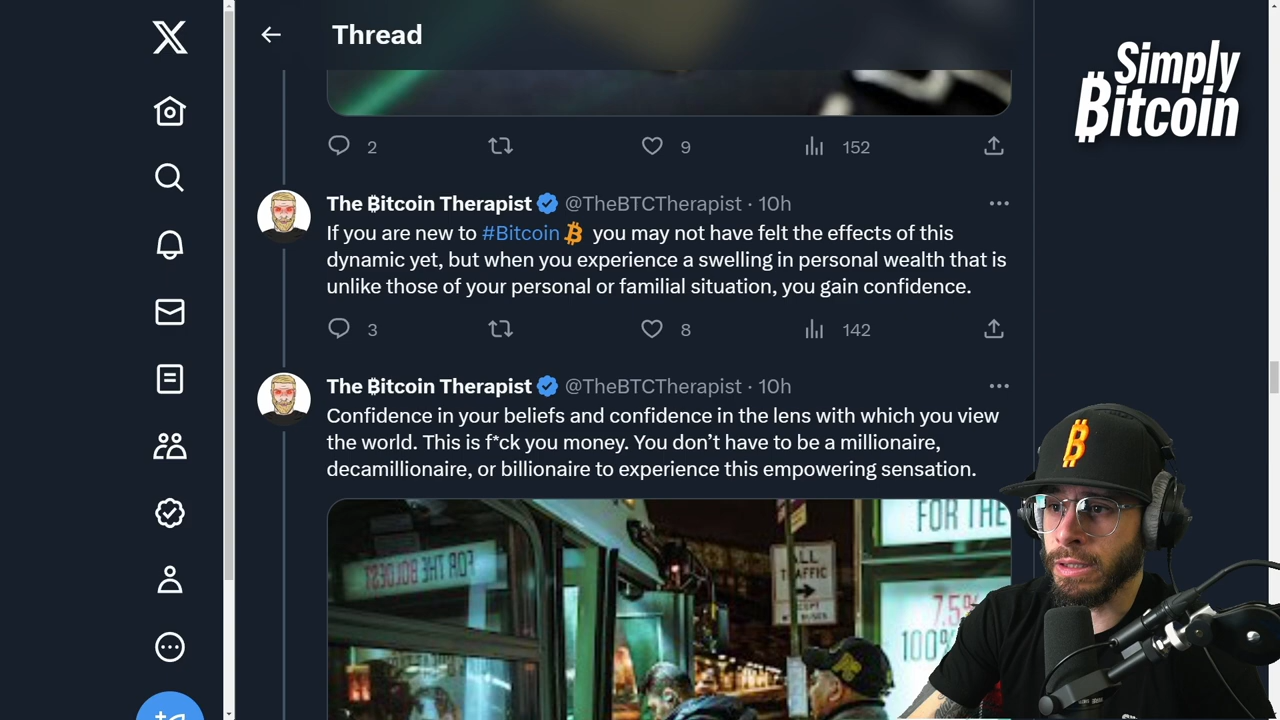 Thread
Simply
₿itcoin
2
9
152
The ₿itcoin Therapist @TheBTCTherapist · 10h
If you are new to #Bitcoin you may not have felt the effects of this
dynamic yet, but when you experience a swelling in personal wealth that is
unlike those of your personal or familial situation, you gain confidence.
3
8
142
The ₿itcoin Therapist @TheBTCTherapist · 10h
Confidence in your beliefs and confidence in the lens with which you view
the world. This is f*ck you money. You don’t have to be a millionaire,
decamillionaire, or billionaire to experience this empowering sensation.
FOR THE
FOR THE BOLDEST
ALL
TRAFFIC
EXCEPT
MTA BUSES
7.5%
100%